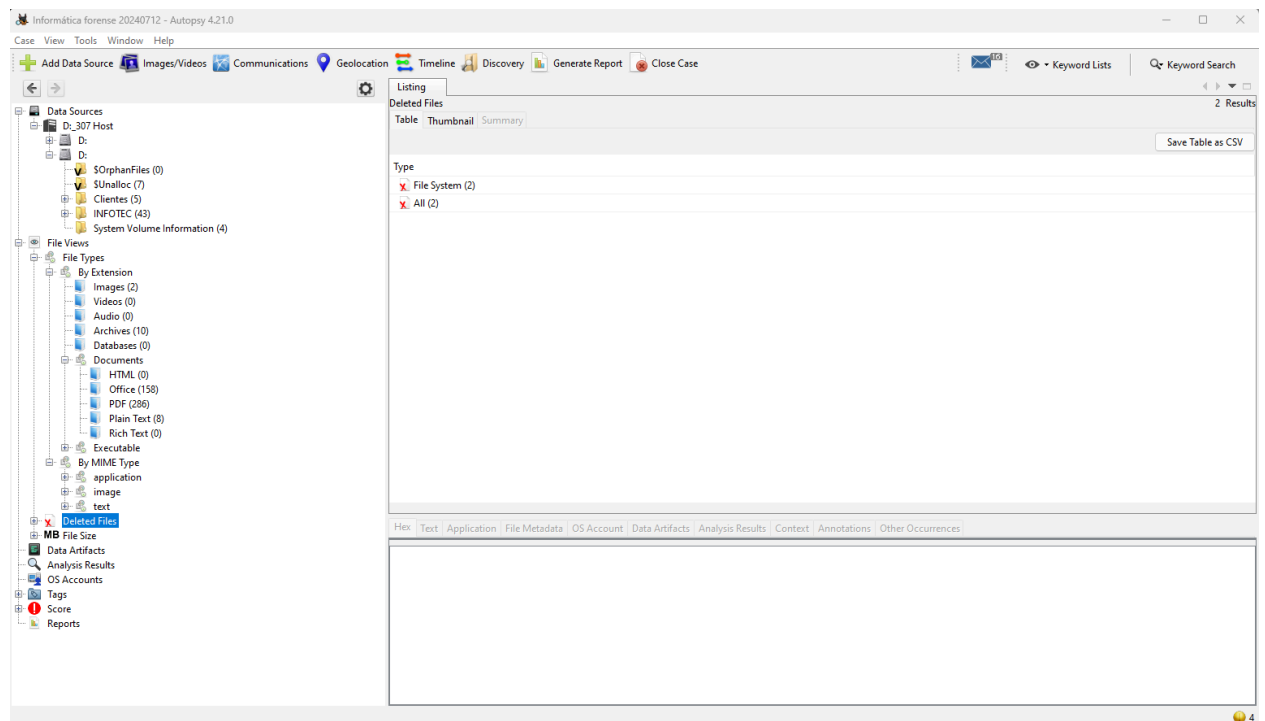 Informática forense 20240712 - Autopsy 4.21.0
Case View Tools Window Help
Add Data Source Images/Videos Communications Geolocation Timeline Discovery Generate Report Close Case 16 Keyword Lists Keyword Search
Listing
Deleted Files 2 Results
Table Thumbnail Summary
Save Table as CSV
Type
File System (2)
All (2)
Data Sources
D:_307 Host
D:
D:
$OrphanFiles (0)
$Unalloc (7)
Clientes (5)
INFOTEC (43)
System Volume Information (4)
File Views
File Types
By Extension
Images (2)
Videos (0)
Audio (0)
Archives (10)
Databases (0)
Documents
HTML (0)
Office (158)
PDF (286)
Plain Text (8)
Rich Text (0)
Executable
By MIME Type
application
image
text
Deleted Files
MB File Size
Data Artifacts
Analysis Results
OS Accounts
Tags
Score
Reports
Hex Text Application File Metadata OS Account Data Artifacts Analysis Results Context Annotations Other Occurrences
4